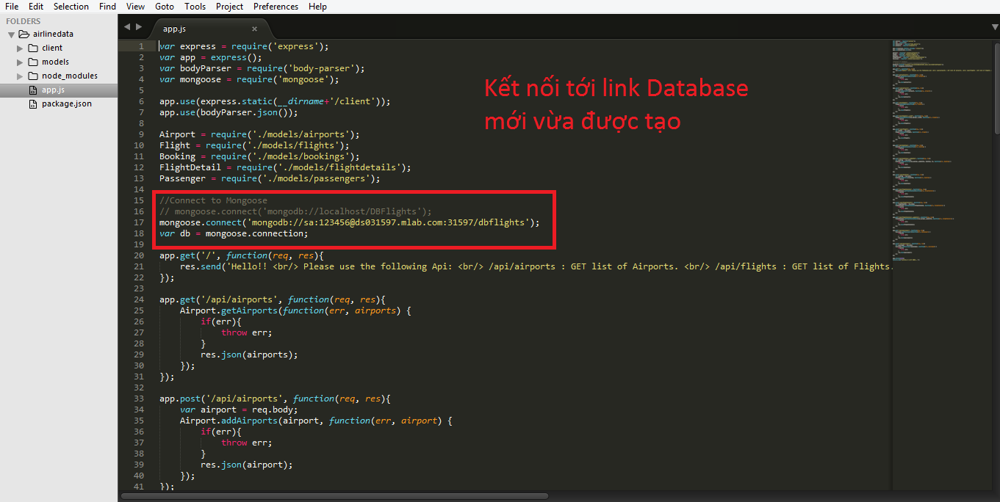 File Edit Selection Find View Goto Tools Project Preferences Help
FOLDERS
airlinedata
client
models
node_modules
app.js
package.json
app.js
1 var express = require('express');
2 var app = express();
3 var bodyParser = require('body-parser');
4 var mongoose = require('mongoose');
5
6 app.use(express.static(__dirname+'/client'));
7 app.use(bodyParser.json());
8
9 Airport = require('./models/airports');
10 Flight = require('./models/flights');
11 Booking = require('./models/bookings');
12 FlightDetail = require('./models/flightdetails');
13 Passenger = require('./models/passengers');
14
15 //Connect to Mongoose
16 // mongoose.connect('mongodb://localhost/DBFlights');
17 mongoose.connect('mongodb://sa:123456@ds031597.mlab.com:31597/dbflights');
18 var db = mongoose.connection;
19
20 app.get('/', function(req, res){
21 res.send('Hello!! <br/> Please use the following Api: <br/> /api/airports : GET list of Airports. <br/> /api/flights : GET list of Flights.
22 });
23
24 app.get('/api/airports', function(req, res){
25 Airport.getAirports(function(err, airports) {
26 if(err){
27 throw err;
28 }
29 res.json(airports);
30 });
31 });
32
33 app.post('/api/airports', function(req, res){
34 var airport = req.body;
35 Airport.addAirports(airport, function(err, airport) {
36 if(err){
37 throw err;
38 }
39 res.json(airport);
40 });
41 });
Kết nối tới link Database
mới vừa được tạo